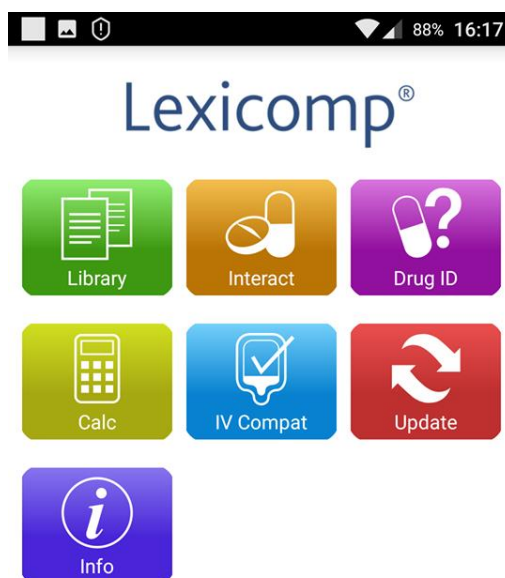 88% 16:17
Lexicomp®
Library Interact Drug ID
Calc IV Compat Update
i
Info